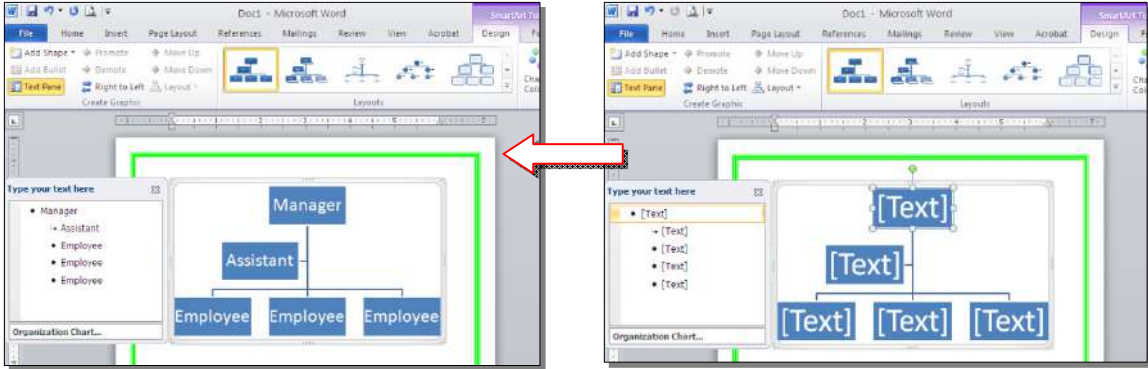 Doc1 - Microsoft Word
SmartArt To
File Home Insert Page Layout References Mailings Review View Acrobat Design
Add Shape Promote Move Up
Add Bullet Demote Move Down
Text Pane Right to Left Layout
Create Graphic Layouts
Type your text here
Manager
Assistant
Employee
Employee
Employee
Organization Chart...
Manager
Assistant
Employee Employee Employee
Doc1 - Microsoft Word
SmartArt To
File Home Insert Page Layout References Mailings Review View Acrobat Design
Add Shape Promote Move Up
Add Bullet Demote Move Down
Text Pane Right to Left Layout
Create Graphic Layouts
Type your text here
[Text]
[Text]
[Text]
[Text]
[Text]
Organization Chart...
[Text]
[Text]
[Text] [Text] [Text]